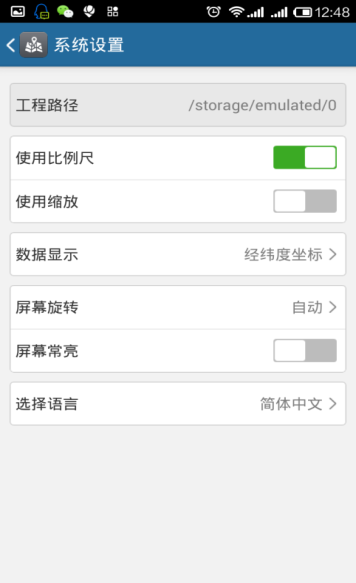 12:48
系统设置
工程路径 /storage/emulated/0
使用比例尺
使用缩放
数据显示 经纬度坐标
屏幕旋转 自动
屏幕常亮
选择语言 简体中文